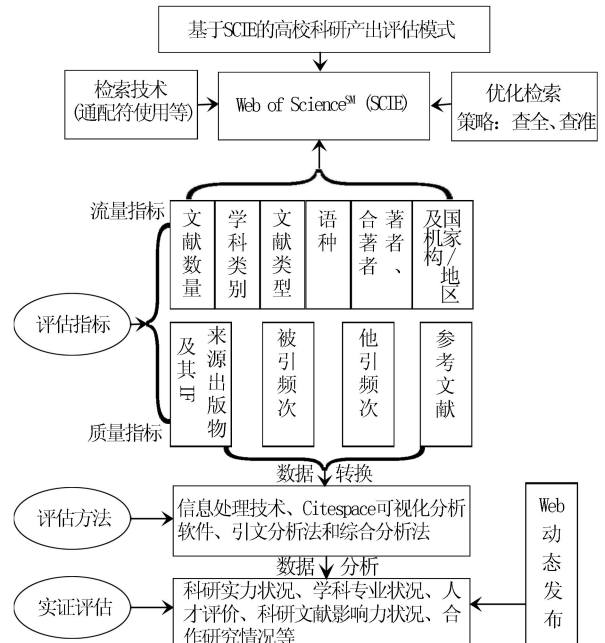 基于SCIE的高校科研产出评估模式
检索技术
(通配符使用等)
Web of Science℠ (SCIE)
优化检索
策略：查全、查准
流量指标
文献数量
学科类别
文献类型
语种
著者、
合著者
国家/地区
及机构
评估指标
来源出版物
及其IF
被引频次
他引频次
参考文献
质量指标
数据 转换
评估方法
信息处理技术、Citespace可视化分析
软件、引文分析法和综合分析法
Web
动态发布
数据 分析
实证评估
科研实力状况、学科专业状况、人
才评价、科研文献影响力状况、合
作研究情况等